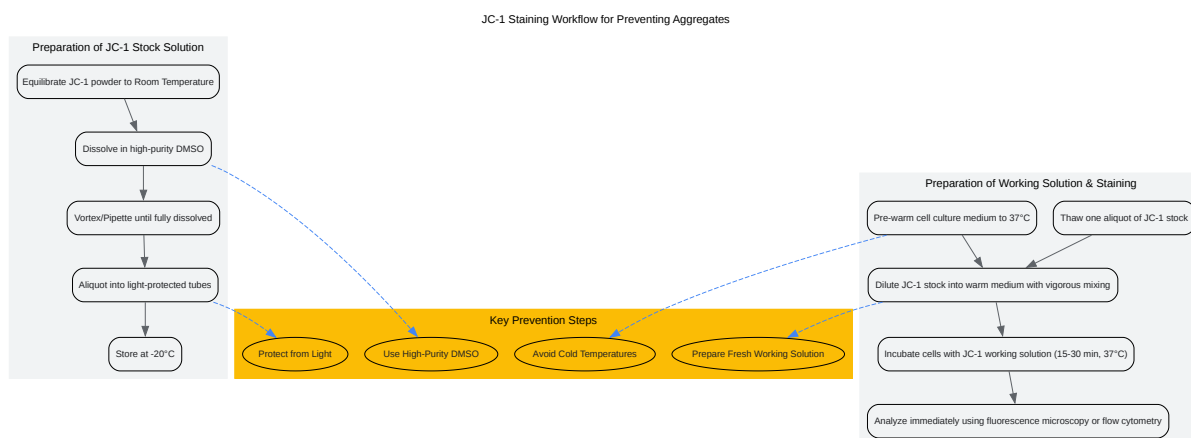 JC-1 Staining Workflow for Preventing Aggregates
Preparation of JC-1 Stock Solution
Equilibrate JC-1 powder to Room Temperature
Dissolve in high-purity DMSO
Vortex/Pipette until fully dissolved
Aliquot into light-protected tubes
Store at -20°C
Key Prevention Steps
Protect from Light
Use High-Purity DMSO
Avoid Cold Temperatures
Prepare Fresh Working Solution
Preparation of Working Solution & Staining
Pre-warm cell culture medium to 37°C
Thaw one aliquot of JC-1 stock
Dilute JC-1 stock into warm medium with vigorous mixing
Incubate cells with JC-1 working solution (15-30 min, 37°C)
Analyze immediately using fluorescence microscopy or flow cytometry